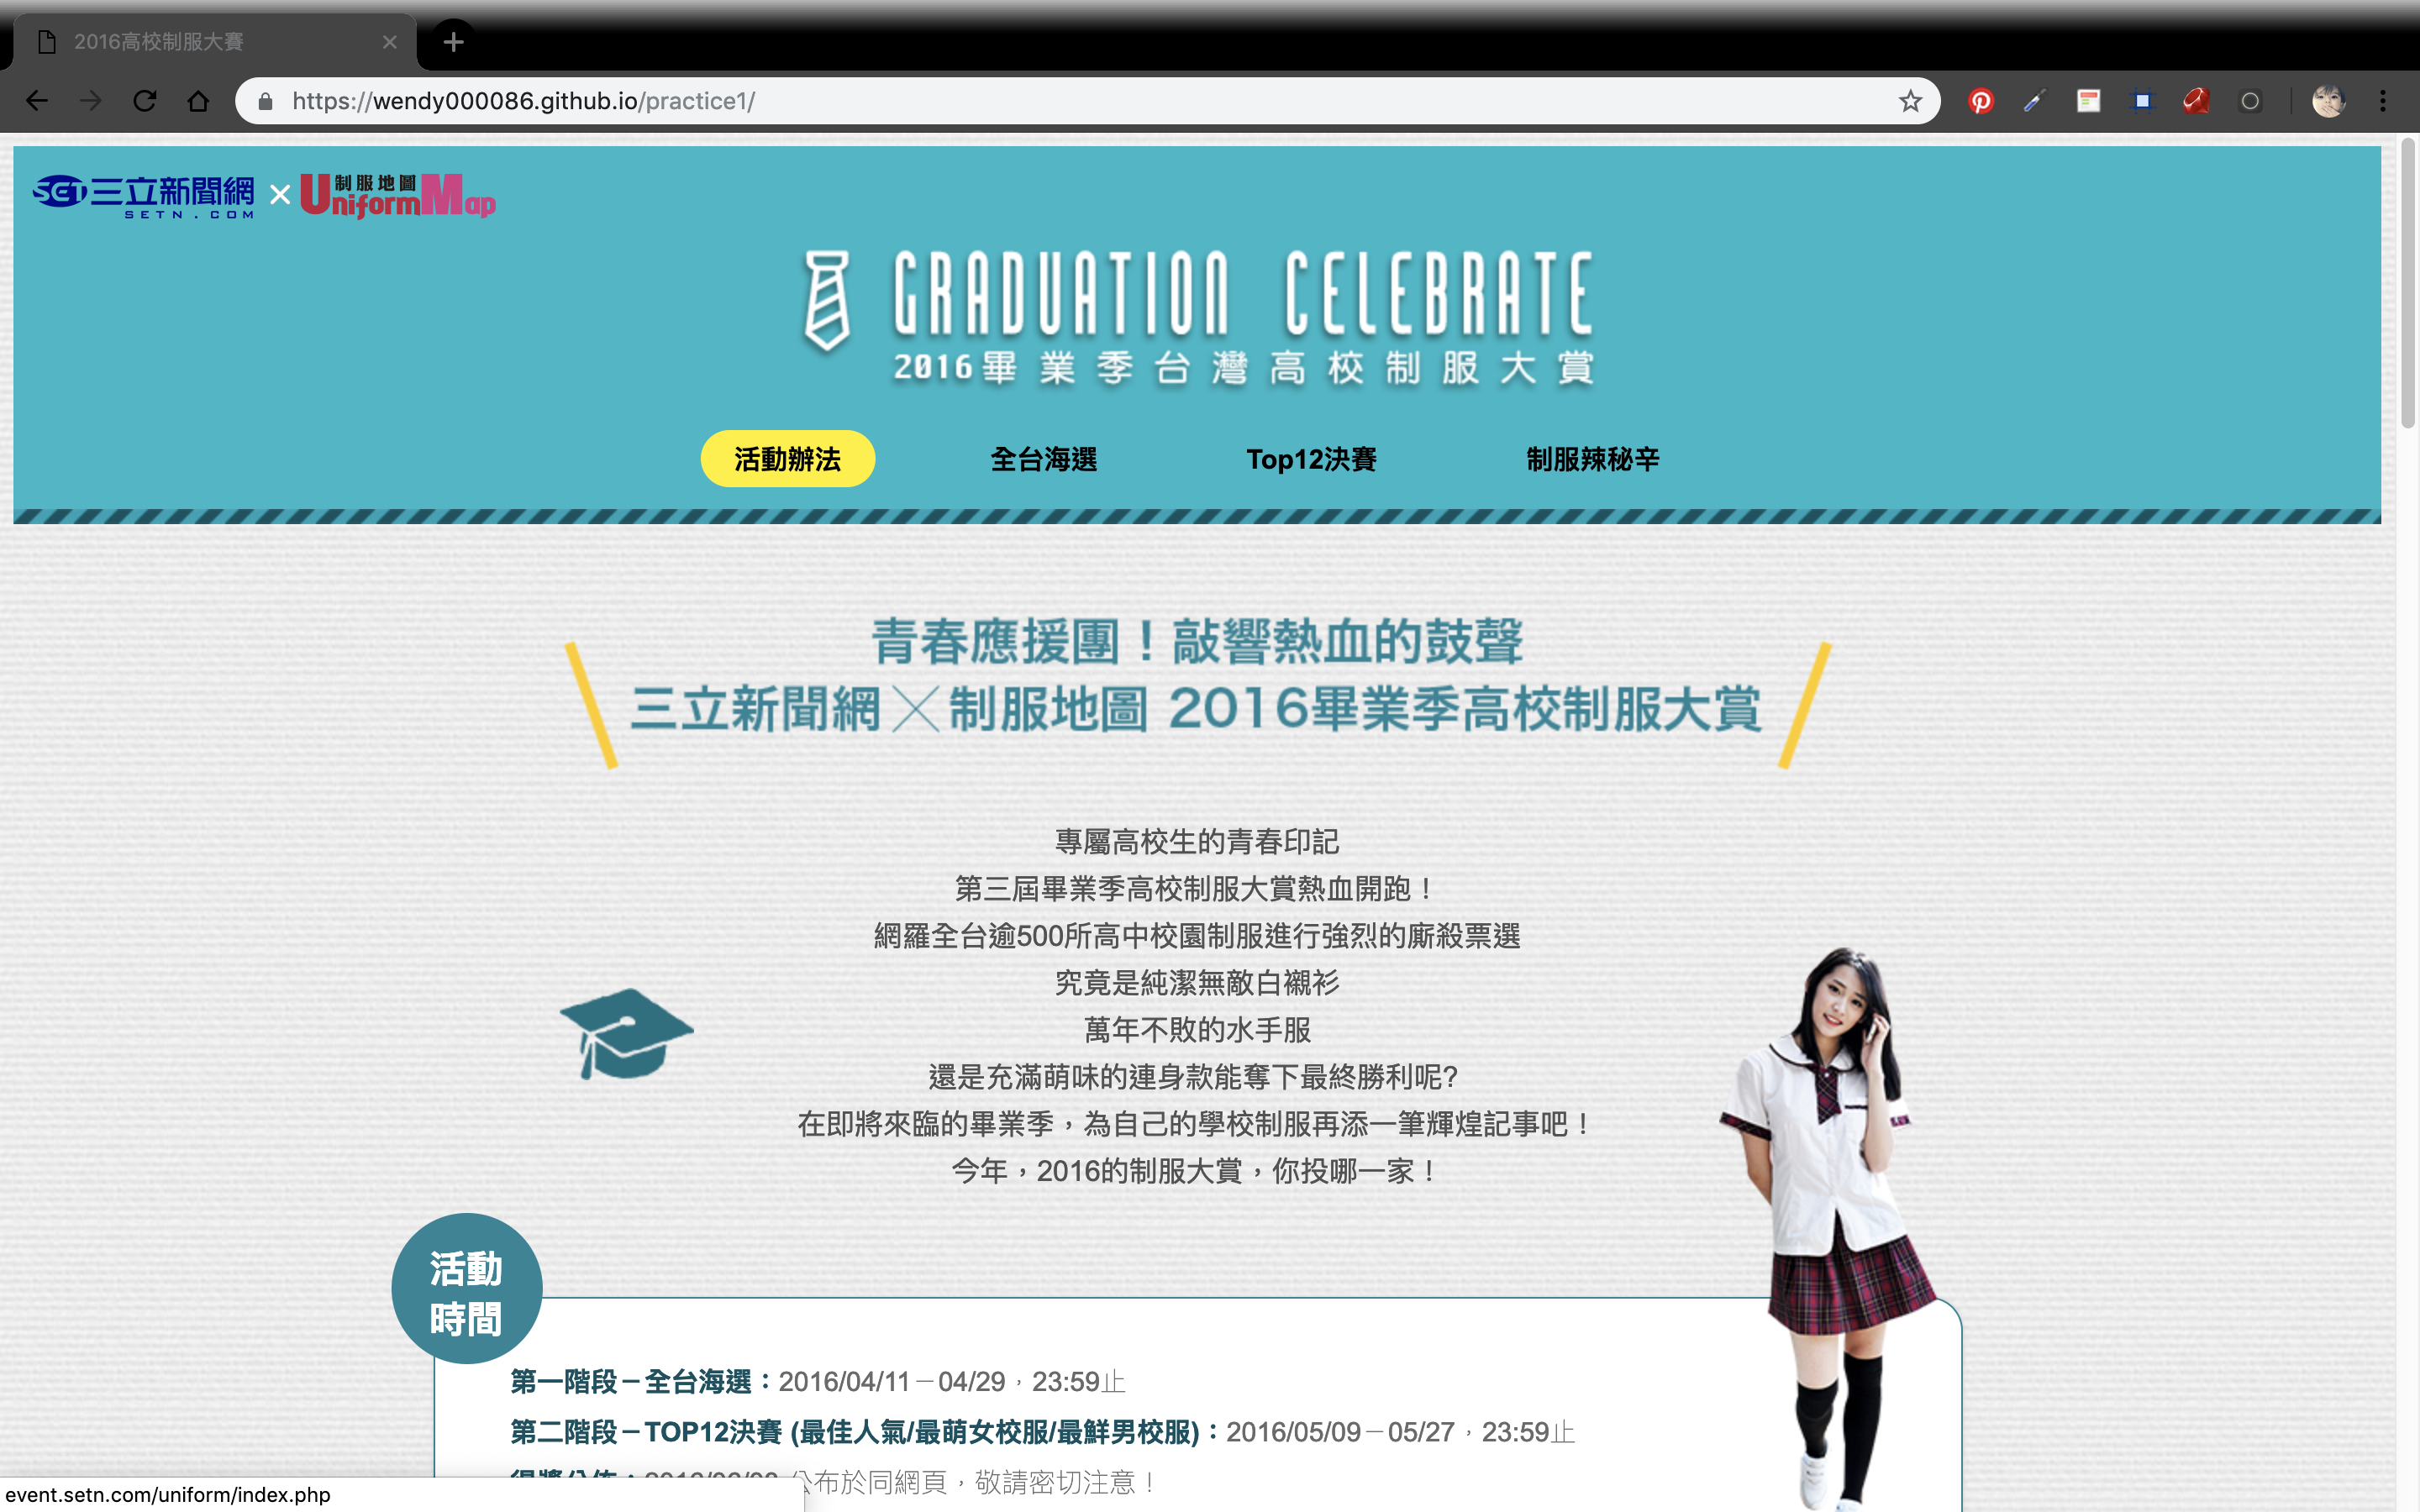 2016高校制服大賽
https://wendy000086.github.io/practice1/
SET三立新聞網 × 制服地圖
SETN.COM UniformMap
GRADUATION CELEBRATE
2016畢業季台灣高校制服大賞
活動辦法 全台海選 Top12決賽 制服辣秘辛
青春應援團！敲響熱血的鼓聲
三立新聞網╳制服地圖 2016畢業季高校制服大賞
專屬高校生的青春印記
第三屆畢業季高校制服大賞熱血開跑！
網羅全台逾500所高中校園制服進行強烈的廝殺票選
究竟是純潔無敵白襯衫
萬年不敗的水手服
還是充滿萌味的連身款能奪下最終勝利呢?
在即將來臨的畢業季，為自己的學校制服再添一筆輝煌記事吧！
今年，2016的制服大賞，你投哪一家！
活動
時間
第一階段－全台海選：2016/04/11－04/29，23:59止
第二階段－TOP12決賽 (最佳人氣/最萌女校服/最鮮男校服)：2016/05/09－05/27，23:59止
公布於同網頁，敬請密切注意！
event.setn.com/uniform/index.php